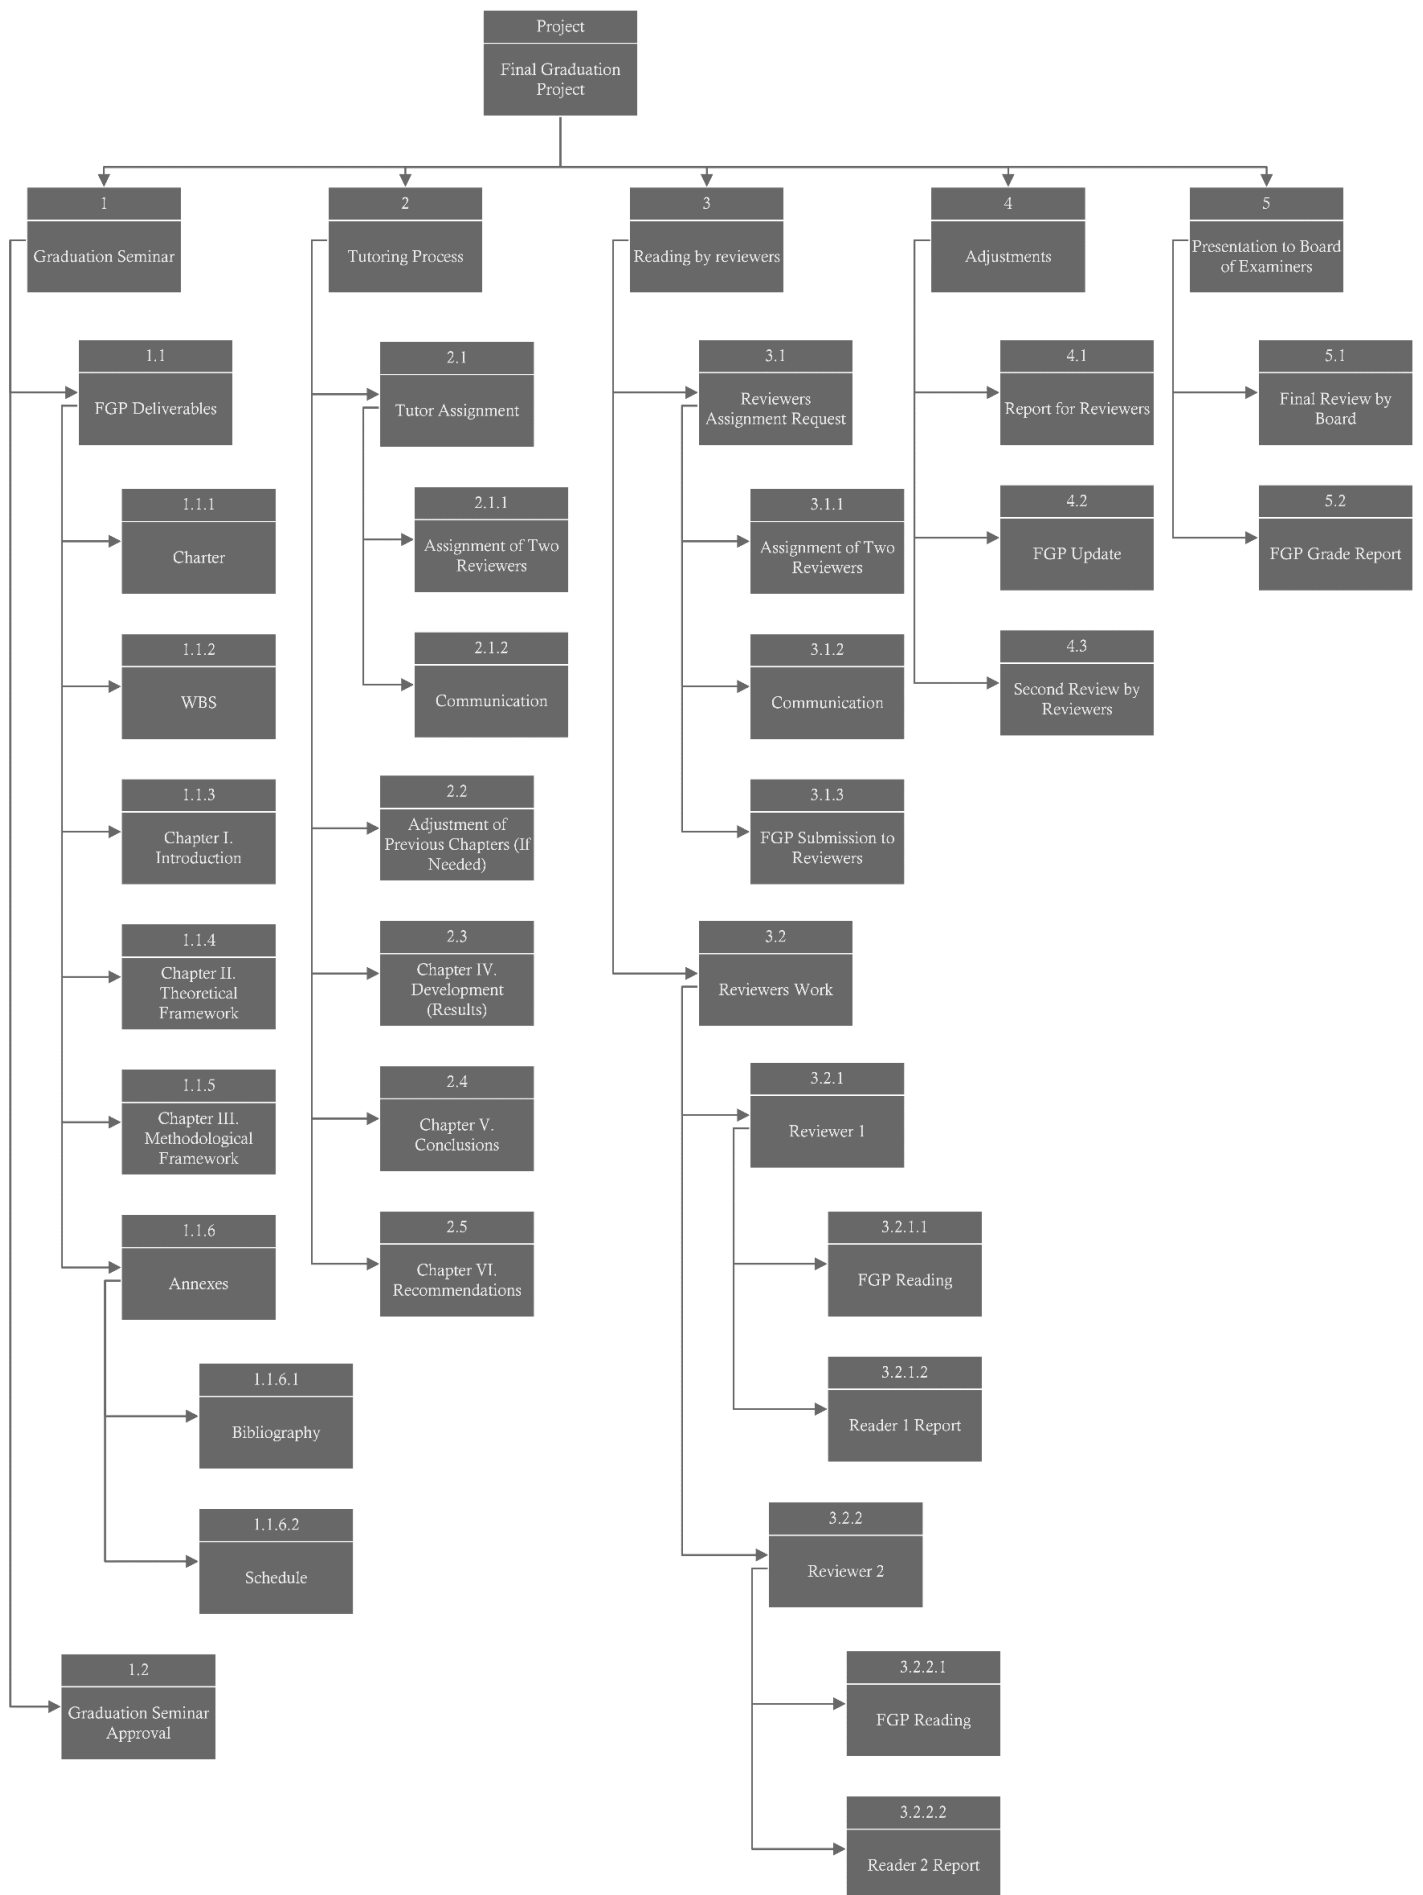 Project
Final Graduation
Project
1
Graduation Seminar
1.1
FGP Deliverables
1.1.1
Charter
1.1.2
WBS
1.1.3
Chapter I.
Introduction
1.1.4
Chapter II.
Theoretical
Framework
1.1.5
Chapter III.
Methodological
Framework
1.1.6
Annexes
1.1.6.1
Bibliography
1.1.6.2
Schedule
1.2
Graduation Seminar
Approval
2
Tutoring Process
2.1
Tutor Assignment
2.1.1
Assignment of Two
Reviewers
2.1.2
Communication
2.2
Adjustment of
Previous Chapters (If
Needed)
2.3
Chapter IV.
Development
(Results)
2.4
Chapter V.
Conclusions
2.5
Chapter VI.
Recommendations
3
Reading by reviewers
3.1
Reviewers
Assignment Request
3.1.1
Assignment of Two
Reviewers
3.1.2
Communication
3.1.3
FGP Submission to
Reviewers
3.2
Reviewers Work
3.2.1
Reviewer 1
3.2.1.1
FGP Reading
3.2.1.2
Reader 1 Report
3.2.2
Reviewer 2
3.2.2.1
FGP Reading
3.2.2.2
Reader 2 Report
4
Adjustments
4.1
Report for Reviewers
4.2
FGP Update
4.3
Second Review by
Reviewers
5
Presentation to Board
of Examiners
5.1
Final Review by
Board
5.2
FGP Grade Report